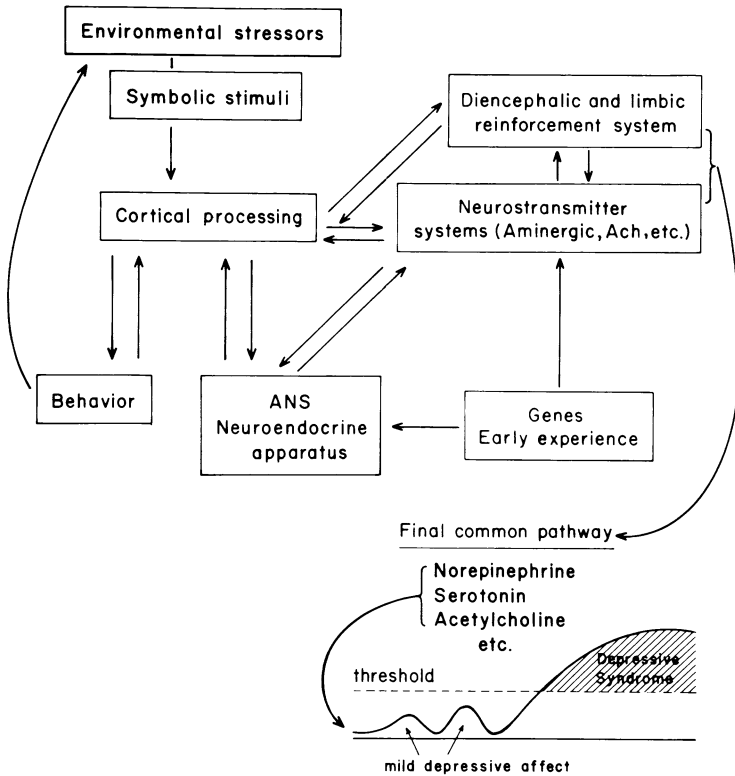 Environmental stressors
Symbolic stimuli
Diencephalic and limbic
reinforcement system
Cortical processing
Neurostransmitter
systems (Aminergic, Ach, etc.)
Behavior
ANS
Neuroendocrine
apparatus
Genes
Early experience
Final common pathway
Norepinephrine
Serotonin
Acetylcholine
etc.
threshold
Depressive
Syndrome
mild depressive affect